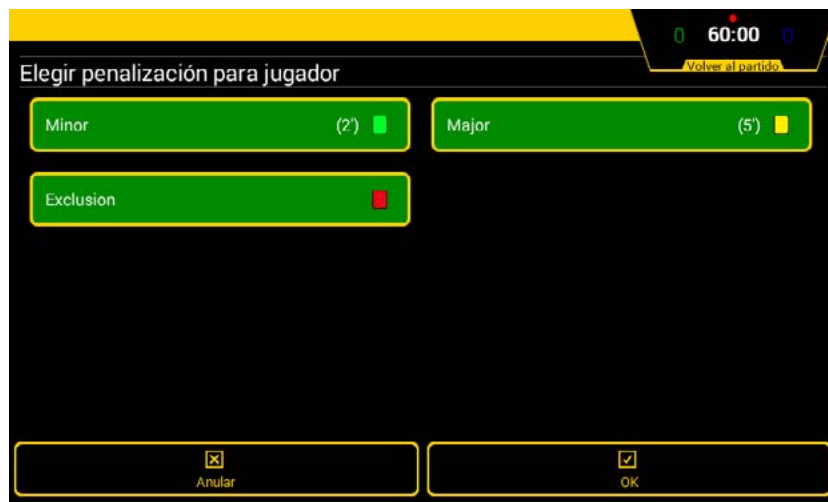 0 60:00 0
Volver al partido
Elegir penalización para jugador
Minor (2') Major (5')
Exclusion
Anular OK